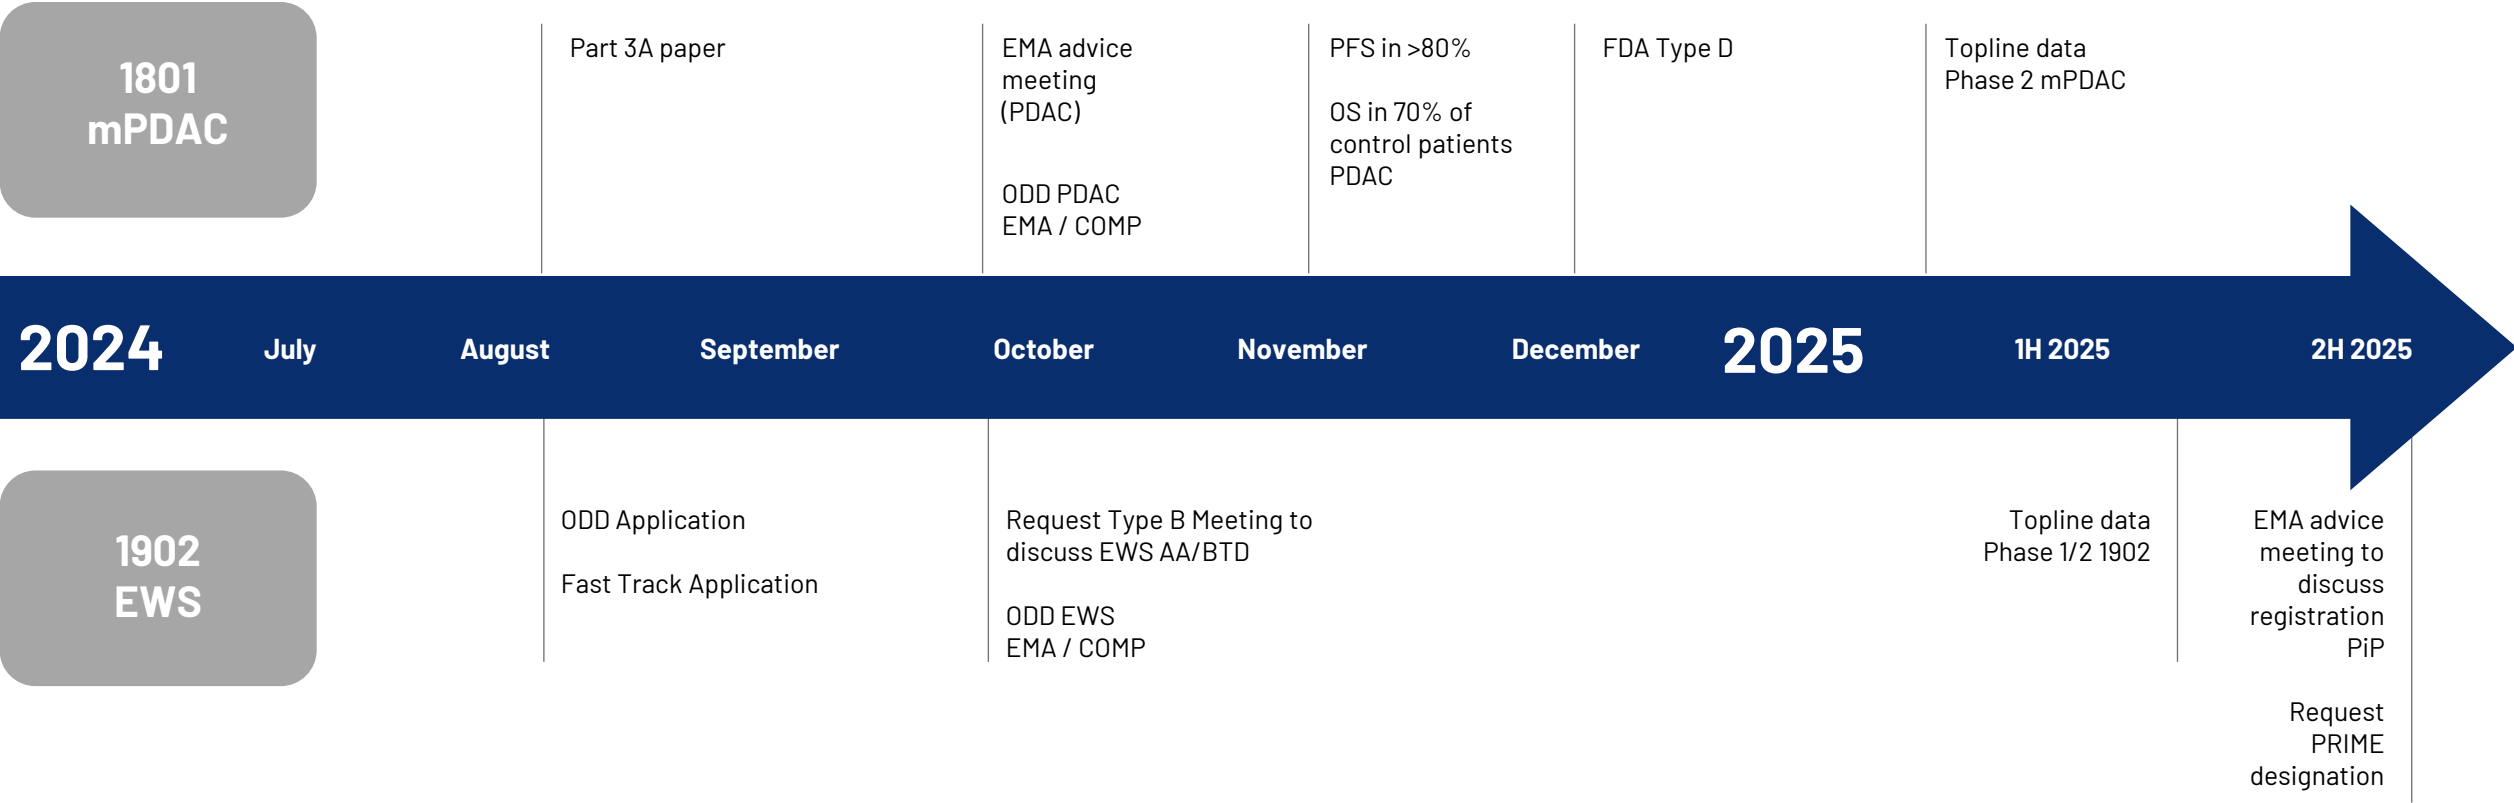 1801
mPDAC
Part 3A paper
EMA advice
meeting
(PDAC)
ODD PDAC
EMA / COMP
PFS in >80%
OS in 70% of
control patients
PDAC
FDA Type D
Topline data
Phase 2 mPDAC
2024
July
August
September
October
November
December
2025
1H 2025
2H 2025
1902
EWS
ODD Application
Fast Track Application
Request Type B Meeting to
discuss EWS AA/BTD
ODD EWS
EMA / COMP
Topline data
Phase 1/2 1902
EMA advice
meeting to
discuss
registration
PiP
Request
PRIME
designation